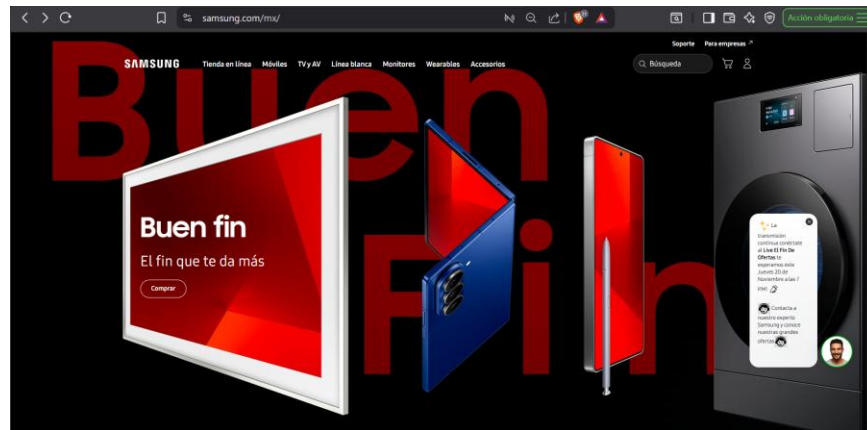 samsung.com/mx/
Acción obligatoria
Soporte
Para empresas
SAMSUNG
Tienda en línea
Móviles
TV y AV
Línea blanca
Monitores
Wearables
Accesorios
Búsqueda
Buen
Fin
Buen fin
El fin que te da más
Comprar
La
transmisión
continua conéctate
al Live El Fin De
Ofertas te
esperamos este
Jueves 20 de
Noviembre a las 7
pm!
Contacta a
nuestro experto
Samsung y conoce
nuestras grandes
ofertas